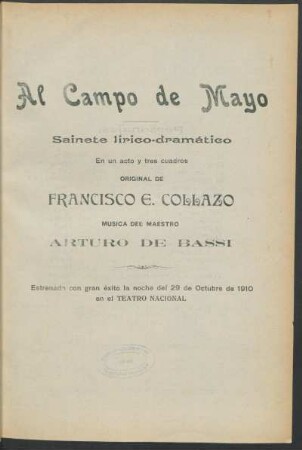 Al Campo de Mayo
Sainete lírico-dramático
En un acto y tres cuadros
ORIGINAL DE
FRANCISCO E. COLLAZO
MUSICA DEL MAESTRO
ARTURO DE BASSI
Estrenado con gran éxito la noche del 29 de Octubre de 1910
en el TEATRO NACIONAL